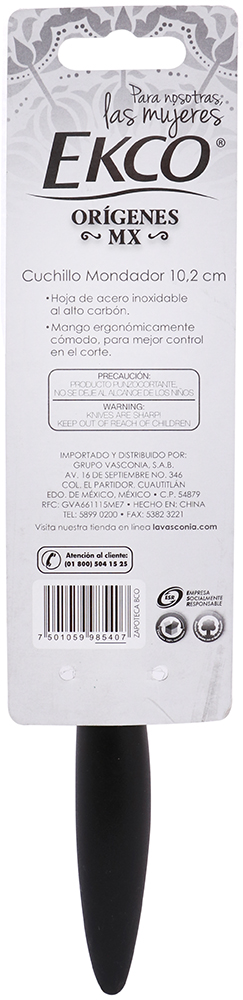 Para nosotras,
las mujeres
EKCO®
ORÍGENES
MX
Cuchillo Mondador 10,2 cm
• Hoja de acero inoxidable
al alto carbón.
• Mango ergonómicamente
cómodo, para mejor control
en el corte.
PRECAUCIÓN:
PRODUCTO PUNZOCORTANTE,
NO SE DEJE AL ALCANCE DE LOS NIÑOS
WARNING:
KNIVES ARE SHARP!
KEEP OUT OF REACH OF CHILDREN
IMPORTADO Y DISTRIBUIDO POR:
GRUPO VASCONIA, S.A.B.
AV. 16 DE SEPTIEMBRE NO. 346
COL. EL PARTIDOR. CUAUTITLÁN
EDO. DE MÉXICO, MÉXICO • C.P. 54879
RFC: GVA661115ME7 • HECHO EN: CHINA
TEL: 5899 0200 • FAX: 5382 3221
Visita nuestra tienda en línea lavasconia.com
Atención al cliente:
(01 800) 504 15 25
7 501059 985407
ZAPOTECA BCO
ESR
EMPRESA
SOCIALMENTE
RESPONSABLE